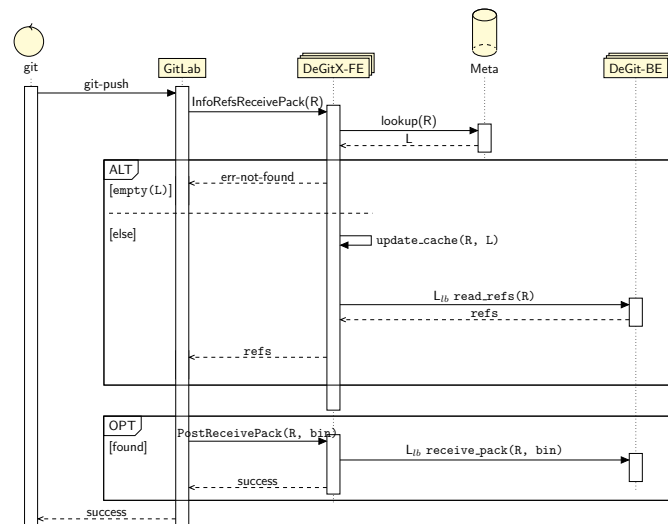 git
GitLab
DeGitX-FE
Meta
DeGit-BE
git-push
InfoRefsReceivePack(R)
lookup(R)
L
ALT
err-not-found
[empty(L)]
[else]
update_cache(R, L)
L_lb read_refs(R)
refs
refs
OPT
PostReceivePack(R, bin)
[found]
L_lb receive_pack(R, bin)
success
success